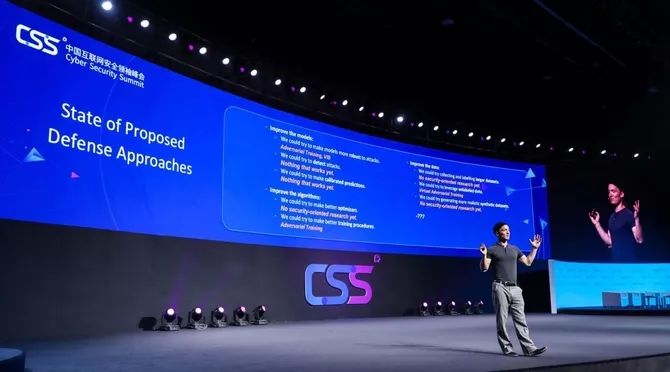 CSS
中国互联网安全领袖峰会
Cyber Security Summit
State of Proposed
Defense Approaches
- Improve the models:
- We could try to make models more robust to attacks.
Adversarial Training, VIB
- We could try to detect attacks.
Nothing that works yet.
- We could try to make calibrated predictions.
Nothing that works yet.
- Improve the algorithms:
- We could try to make better optimizers.
No security-oriented research yet
- We could try to make better training procedures.
Adversarial Training
- Improve the data:
- We could try collecting and labelling larger datasets.
No security-oriented research yet.
- We could try to leverage unlabeled data.
Virtual Adversarial Training
- We could try generating more realistic synthetic datasets.
No security-oriented research yet.
-???
CSS